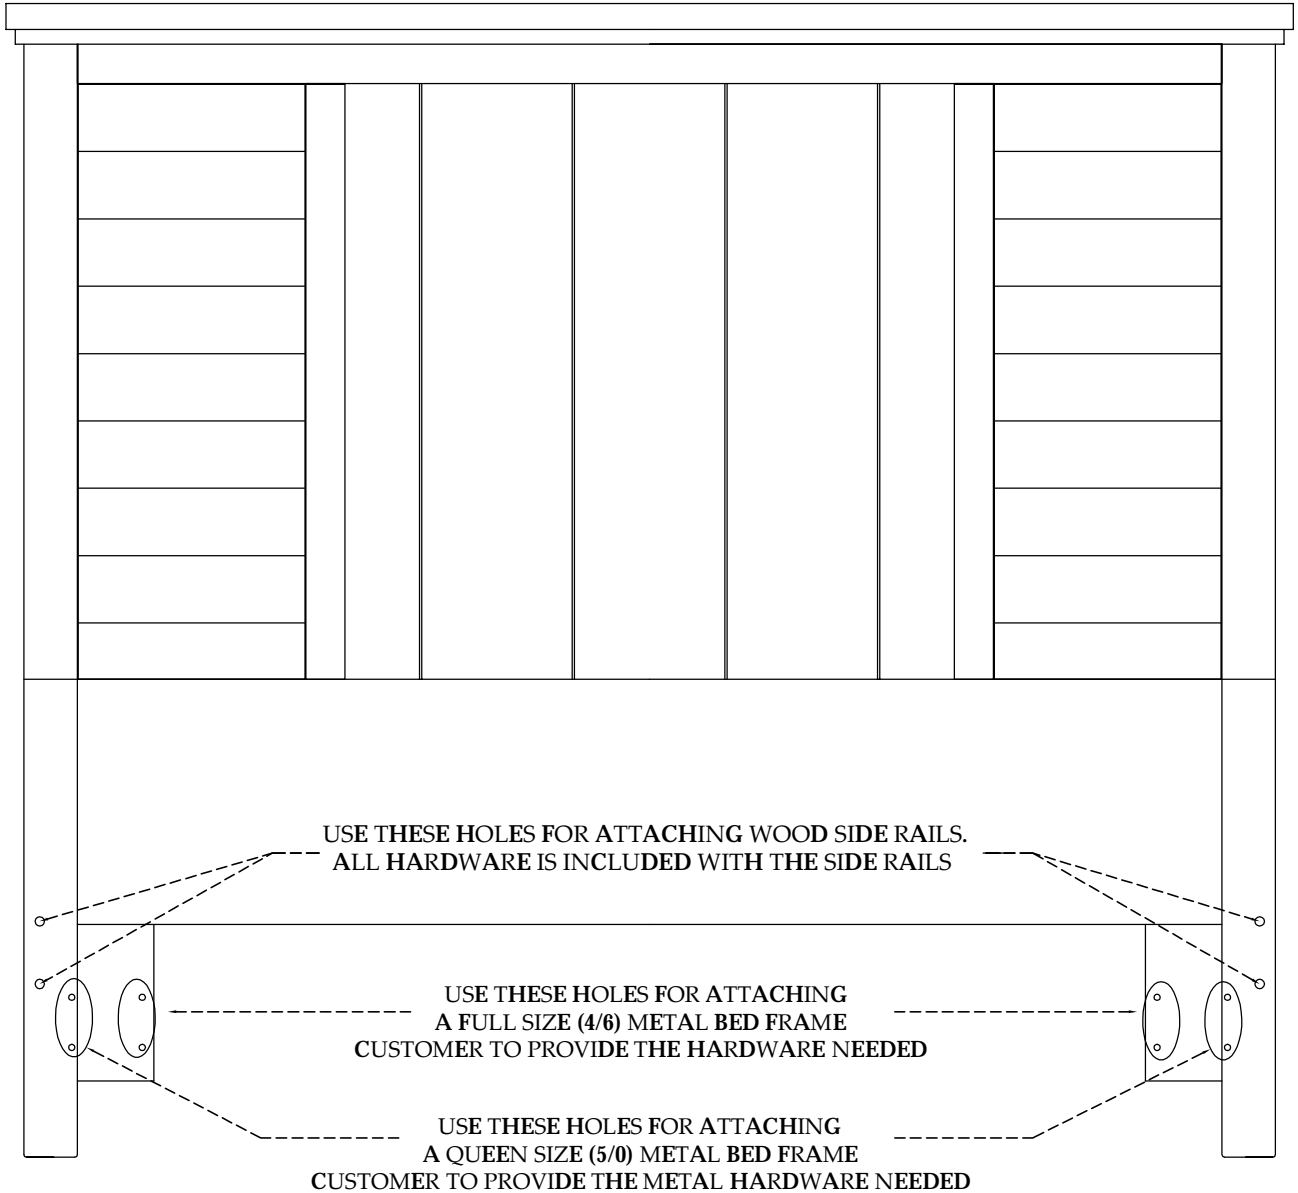 USE THESE HOLES FOR ATTACHING WOOD SIDE RAILS.
ALL HARDWARE IS INCLUDED WITH THE SIDE RAILS
USE THESE HOLES FOR ATTACHING
A FULL SIZE (4/6) METAL BED FRAME
CUSTOMER TO PROVIDE THE HARDWARE NEEDED
USE THESE HOLES FOR ATTACHING
A QUEEN SIZE (5/0) METAL BED FRAME
CUSTOMER TO PROVIDE THE METAL HARDWARE NEEDED